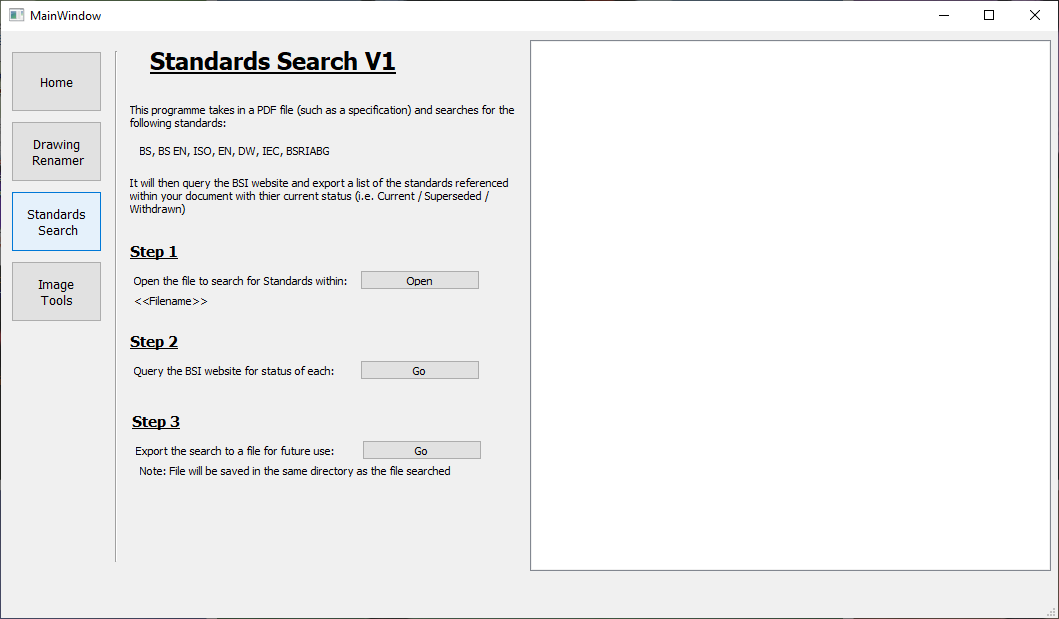 MainWindow
Home
Drawing
Renamer
Standards
Search
Image
Tools
Standards Search V1
This programme takes in a PDF file (such as a specification) and searches for the
following standards:
BS, BS EN, ISO, EN, DW, IEC, BSRIABG
It will then query the BSI website and export a list of the standards referenced
within your document with thier current status (i.e. Current / Superseded /
Withdrawn)
Step 1
Open the file to search for Standards within:
Open
<<Filename>>
Step 2
Query the BSI website for status of each:
Go
Step 3
Export the search to a file for future use:
Go
Note: File will be saved in the same directory as the file searched